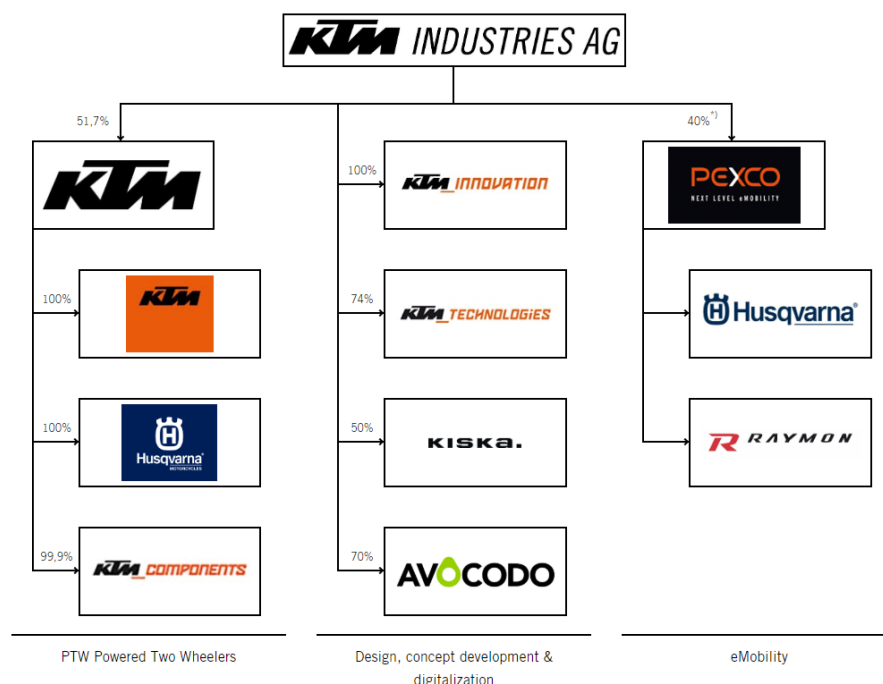 KTM INDUSTRIES AG
51,7%
KTM
100%
KTM
100%
Husqvarna®
MOTORCYCLES
99,9%
KTM_COMPONENTS
PTW Powered Two Wheelers
100%
KTM_INNOVATION
74%
KTM_TECHNOLOGIES
50%
KISKA.
70%
AVOCODO
Design, concept development &
digitalization
40%*)
PEXCO
NEXT LEVEL eMOBILITY
Husqvarna®
R RAYMON
eMobility